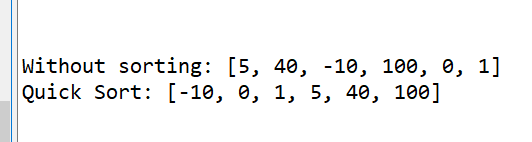 Without sorting: [5, 40, -10, 100, 0, 1]
Quick Sort: [-10, 0, 1, 5, 40, 100]